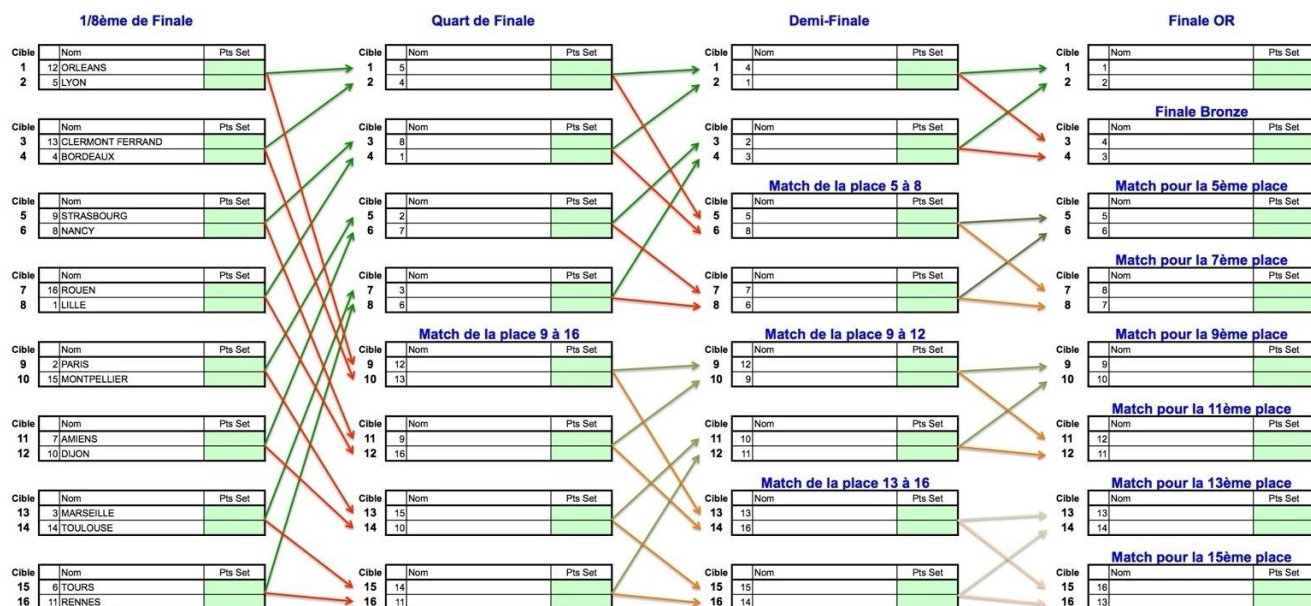 1/8ème de Finale
Cible Nom Pts Set
1 12 ORLEANS
2 5 LYON
Cible Nom Pts Set
3 13 CLERMONT FERRAND
4 4 BORDEAUX
Cible Nom Pts Set
5 9 STRASBOURG
6 8 NANCY
Cible Nom Pts Set
7 16 ROUEN
8 1 LILLE
Cible Nom Pts Set
9 2 PARIS
10 15 MONTPELLIER
Cible Nom Pts Set
11 7 AMIENS
12 10 DIJON
Cible Nom Pts Set
13 3 MARSEILLE
14 14 TOULOUSE
Cible Nom Pts Set
15 6 TOURS
16 11 RENNES
Quart de Finale
Cible Nom Pts Set
1 5
2 4
Cible Nom Pts Set
3 8
4 1
Cible Nom Pts Set
5 2
6 7
Cible Nom Pts Set
7 3
8 6
Match de la place 9 à 16
Cible Nom Pts Set
9 12
10 13
Cible Nom Pts Set
11 9
12 16
Cible Nom Pts Set
13 15
14 10
Cible Nom Pts Set
15 14
16 11
Demi-Finale
Cible Nom Pts Set
1 4
2 1
Cible Nom Pts Set
3 2
4 3
Match de la place 5 à 8
Cible Nom Pts Set
5 5
6 8
Cible Nom Pts Set
7 7
8 6
Match de la place 9 à 12
Cible Nom Pts Set
9 12
10 9
Cible Nom Pts Set
11 10
12 11
Match de la place 13 à 16
Cible Nom Pts Set
13 13
14 16
Cible Nom Pts Set
15 15
16 14
Finale OR
Cible Nom Pts Set
1 1
2 2
Finale Bronze
Cible Nom Pts Set
3 4
4 3
Match pour la 5ème place
Cible Nom Pts Set
5 5
6 6
Match pour la 7ème place
Cible Nom Pts Set
7 8
8 7
Match pour la 9ème place
Cible Nom Pts Set
9 9
10 10
Match pour la 11ème place
Cible Nom Pts Set
11 12
12 11
Match pour la 13ème place
Cible Nom Pts Set
13 13
14 14
Match pour la 15ème place
Cible Nom Pts Set
15 16
16 13